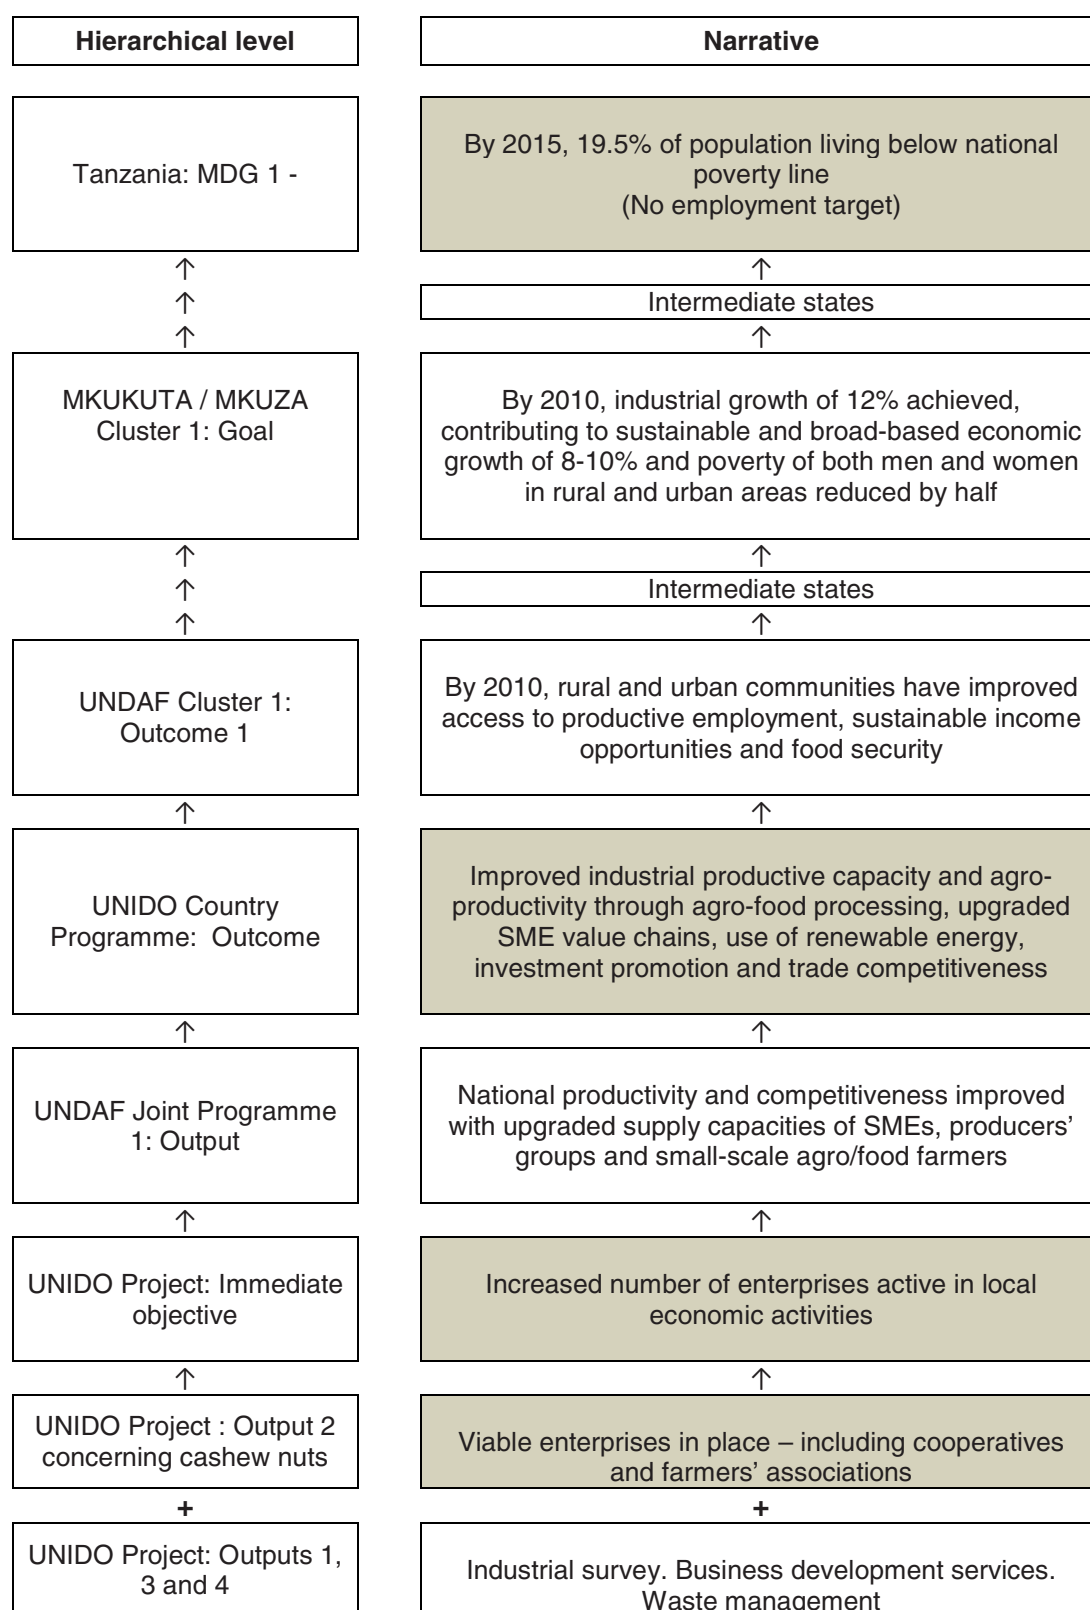 Hierarchical level
Narrative
Tanzania: MDG 1 -
By 2015, 19.5% of population living below national
poverty line
(No employment target)
↑
↑
↑
↑
Intermediate states
↑
MKUKUTA / MKUZA
Cluster 1: Goal
By 2010, industrial growth of 12% achieved,
contributing to sustainable and broad-based economic
growth of 8-10% and poverty of both men and women
in rural and urban areas reduced by half
↑
↑
↑
↑
Intermediate states
↑
UNDAF Cluster 1:
Outcome 1
By 2010, rural and urban communities have improved
access to productive employment, sustainable income
opportunities and food security
↑
↑
UNIDO Country
Programme: Outcome
Improved industrial productive capacity and agro-
productivity through agro-food processing, upgraded
SME value chains, use of renewable energy,
investment promotion and trade competitiveness
↑
↑
UNDAF Joint Programme
1: Output
National productivity and competitiveness improved
with upgraded supply capacities of SMEs, producers’
groups and small-scale agro/food farmers
↑
↑
UNIDO Project: Immediate
objective
Increased number of enterprises active in local
economic activities
↑
↑
UNIDO Project : Output 2
concerning cashew nuts
Viable enterprises in place – including cooperatives
and farmers’ associations
+
+
UNIDO Project: Outputs 1,
3 and 4
Industrial survey. Business development services.
Waste management